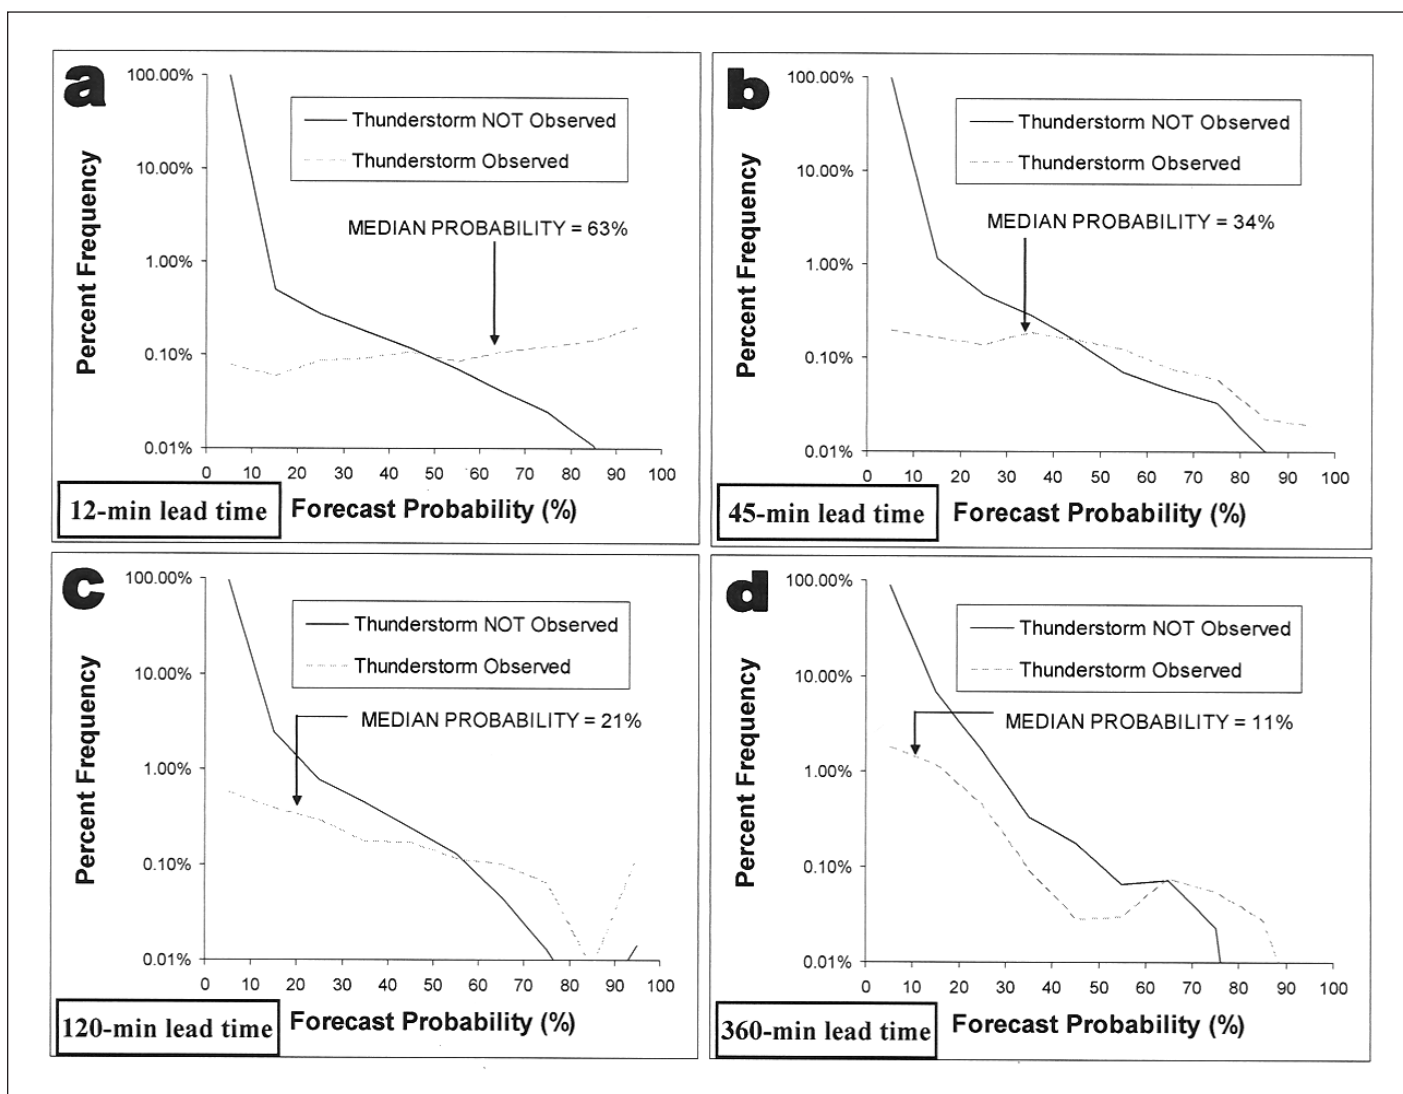 a
100.00%
10.00%
1.00%
0.10%
0.01%
Percent Frequency
Thunderstorm NOT Observed
Thunderstorm Observed
MEDIAN PROBABILITY = 63%
0 10 20 30 40 50 60 70 80 90 100
12-min lead time
Forecast Probability (%)
b
100.00%
10.00%
1.00%
0.10%
0.01%
Percent Frequency
Thunderstorm NOT Observed
Thunderstorm Observed
MEDIAN PROBABILITY = 34%
0 10 20 30 40 50 60 70 80 90 100
45-min lead time
Forecast Probability (%)
c
100.00%
10.00%
1.00%
0.10%
0.01%
Percent Frequency
Thunderstorm NOT Observed
Thunderstorm Observed
MEDIAN PROBABILITY = 21%
0 10 20 30 40 50 60 70 80 90 100
120-min lead time
Forecast Probability (%)
d
100.00%
10.00%
1.00%
0.10%
0.01%
Percent Frequency
Thunderstorm NOT Observed
Thunderstorm Observed
MEDIAN PROBABILITY = 11%
0 10 20 30 40 50 60 70 80 90 100
360-min lead time
Forecast Probability (%)